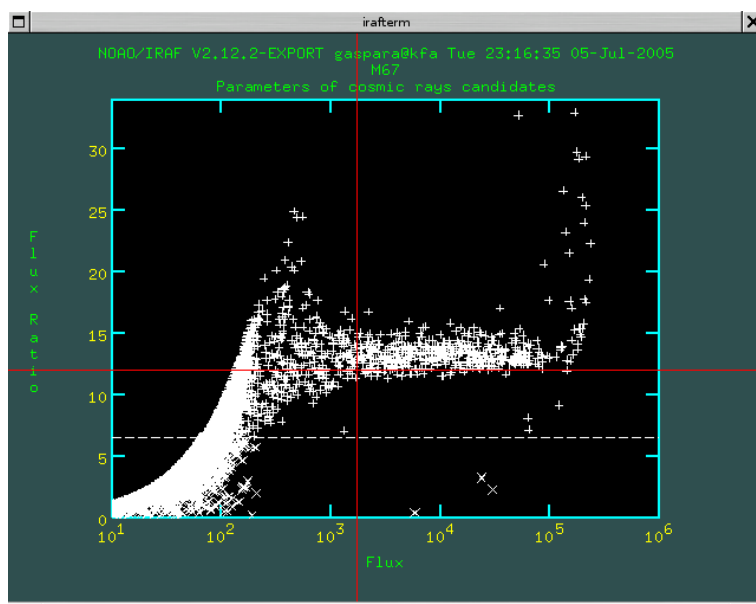 irafterm
NOAO/IRAF V2.12.2-EXPORT gaspara@kfa Tue 23:16:35 05-Jul-2005
M67
Parameters of cosmic rays candidates
30
25
20
15
10
5
0
Flux Ratio
10^1
10^2
10^3
10^4
10^5
10^6
Flux